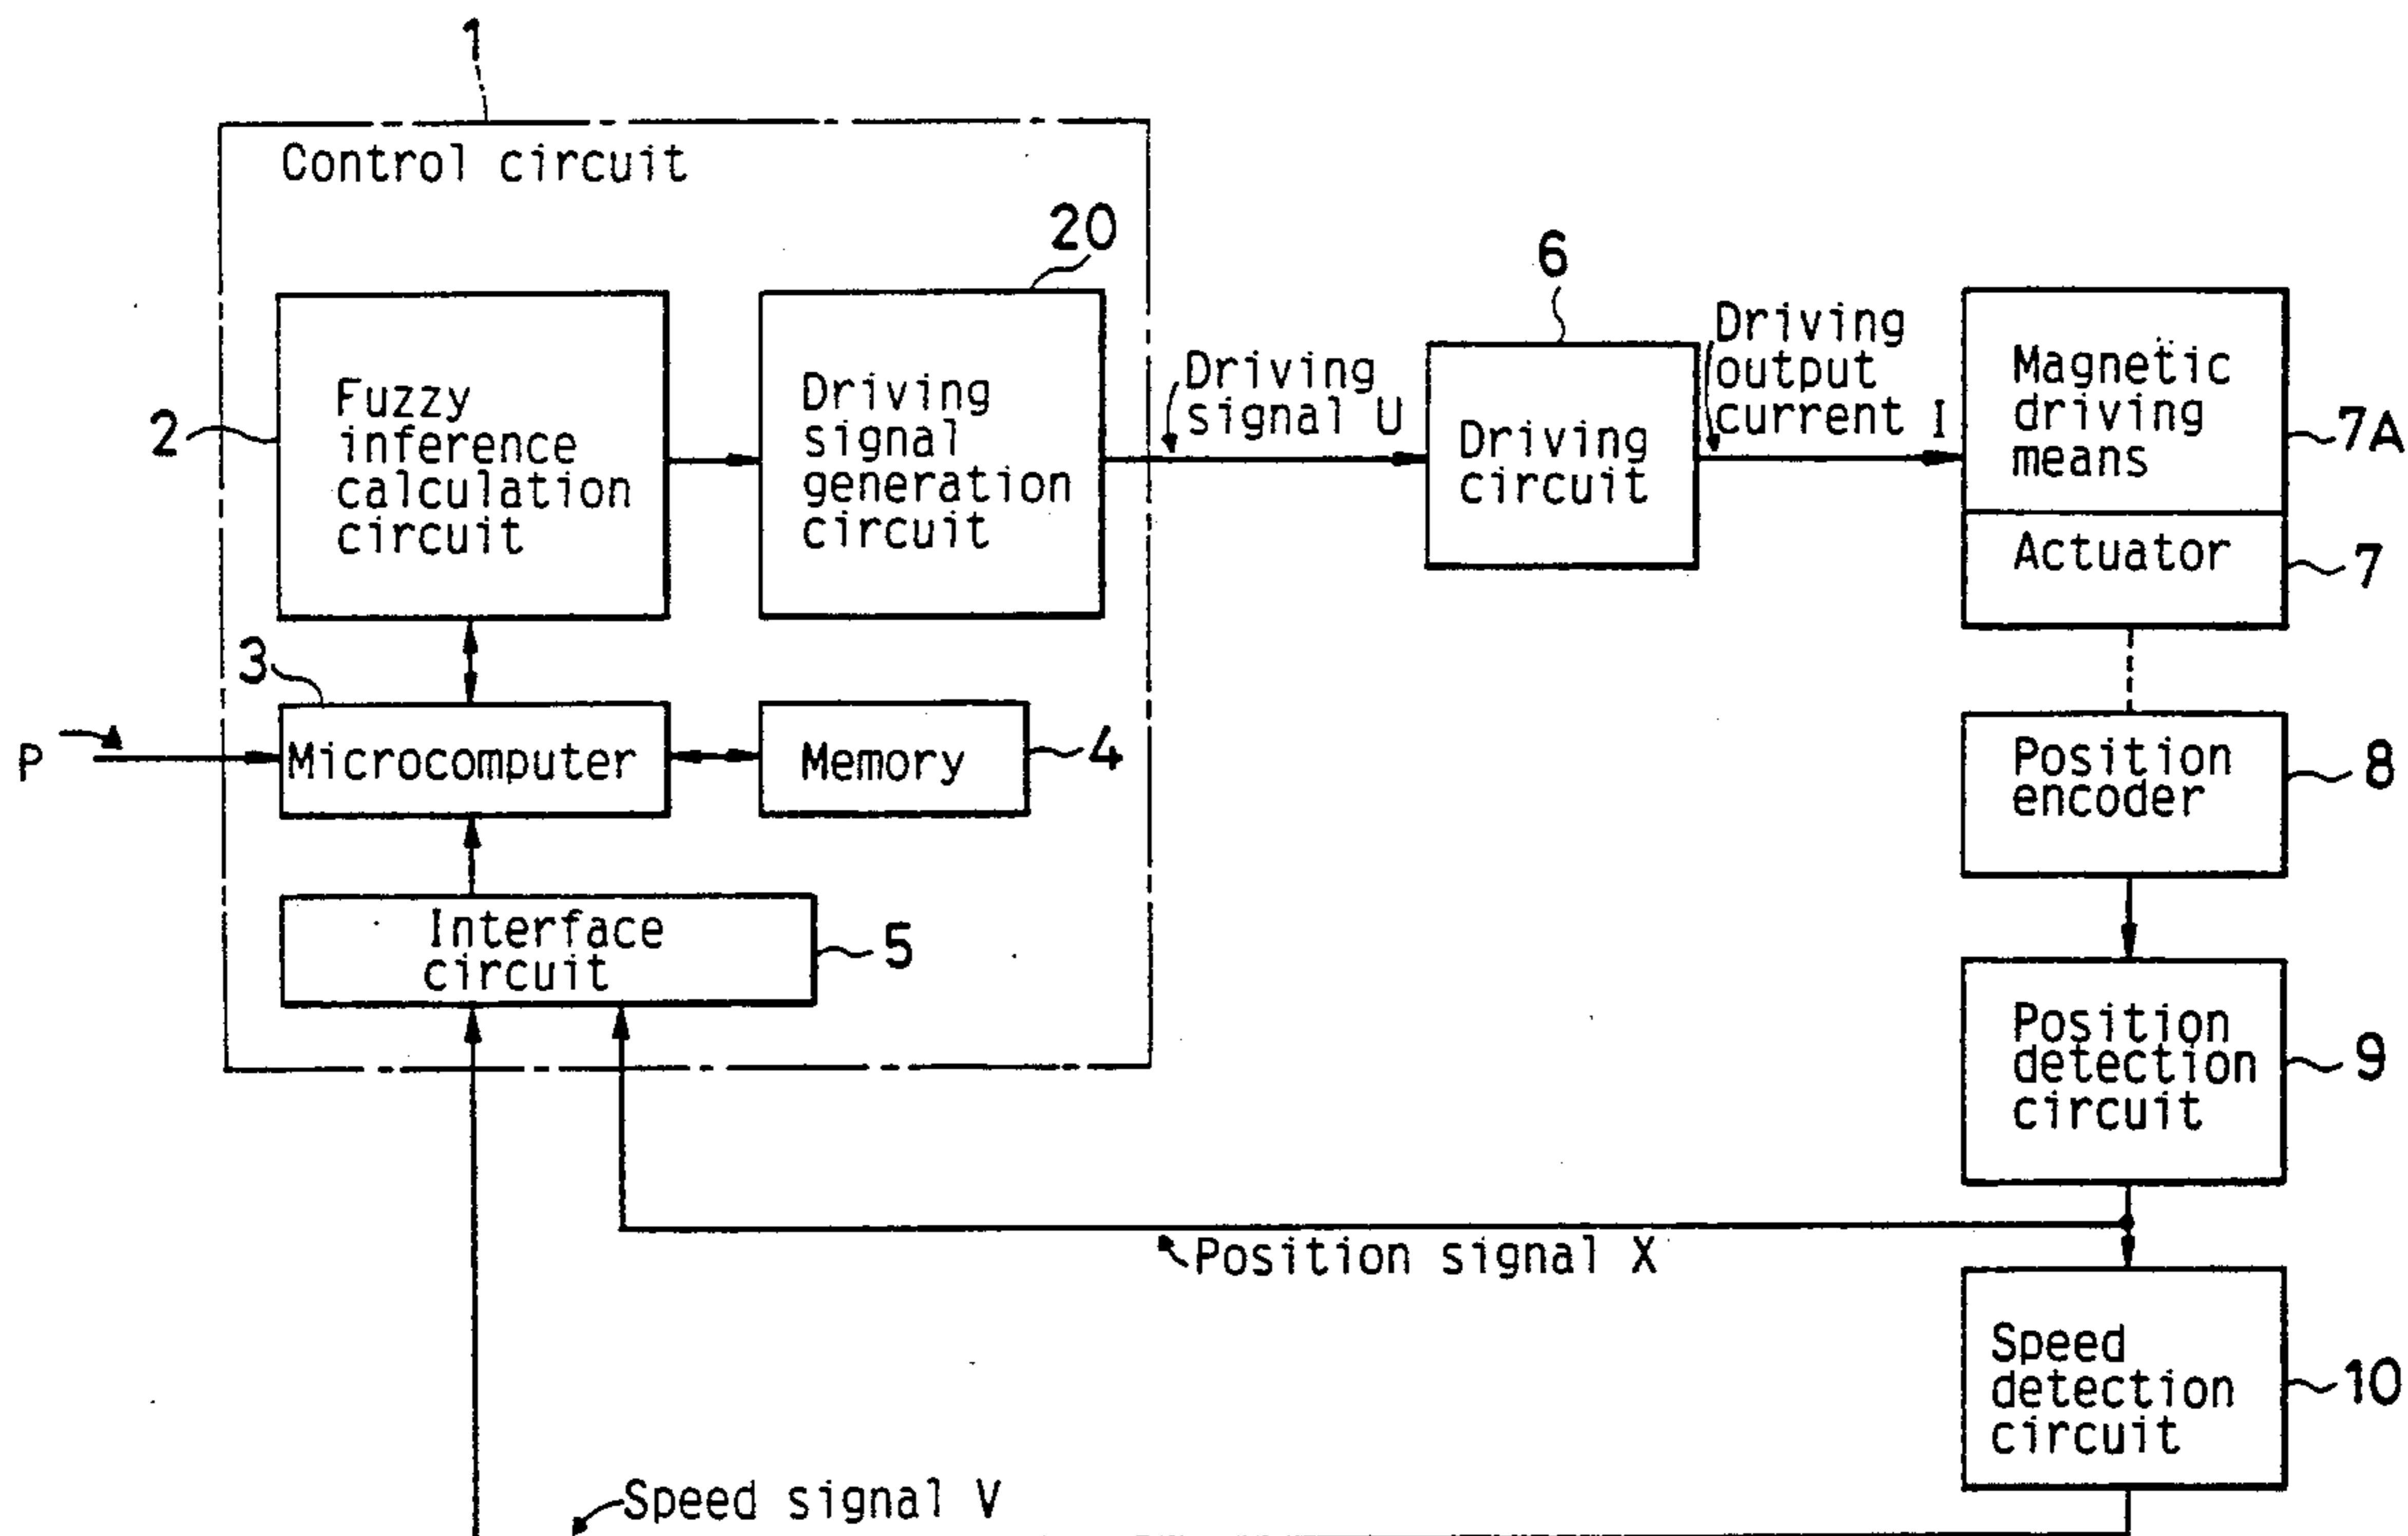 1
Control circuit
20
2
Fuzzy
inference
calculation
circuit
Driving
signal
generation
circuit
Driving
signal U
6
Driving
circuit
Driving
output
current I
Magnetic
driving
means
7A
Actuator
7
3
P
Microcomputer
Memory
4
Position
encoder
8
Interface
circuit
5
Position
detection
circuit
9
Position signal X
Speed
detection
circuit
10
Speed signal V